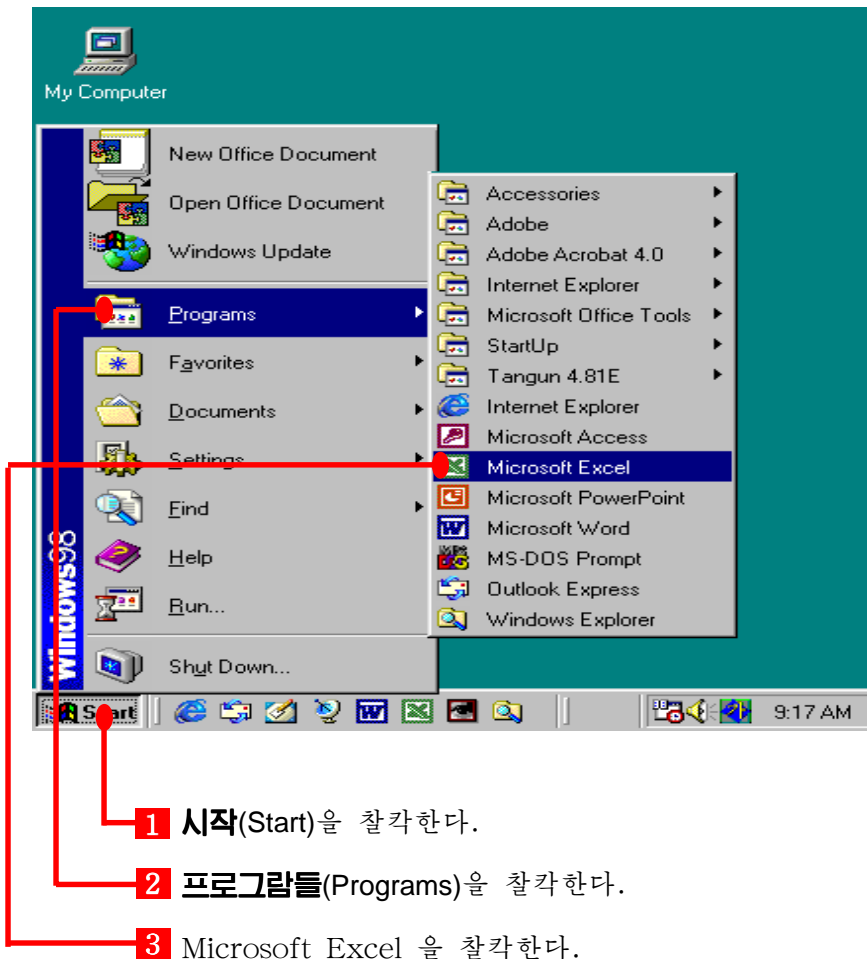 My Computer
New Office Document
Open Office Document
Windows Update
Programs
Favorites
Documents
Settings
Find
Help
Run...
Shut Down...
Windows98
Accessories
Adobe
Adobe Acrobat 4.0
Internet Explorer
Microsoft Office Tools
StartUp
Tangun 4.81E
Internet Explorer
Microsoft Access
Microsoft Excel
Microsoft PowerPoint
Microsoft Word
MS-DOS Prompt
Outlook Express
Windows Explorer
Start
9:17 AM
1 시작(Start)을 찰칵한다.
2 프로그람들(Programs)을 찰칵한다.
3 Microsoft Excel 을 찰칵한다.